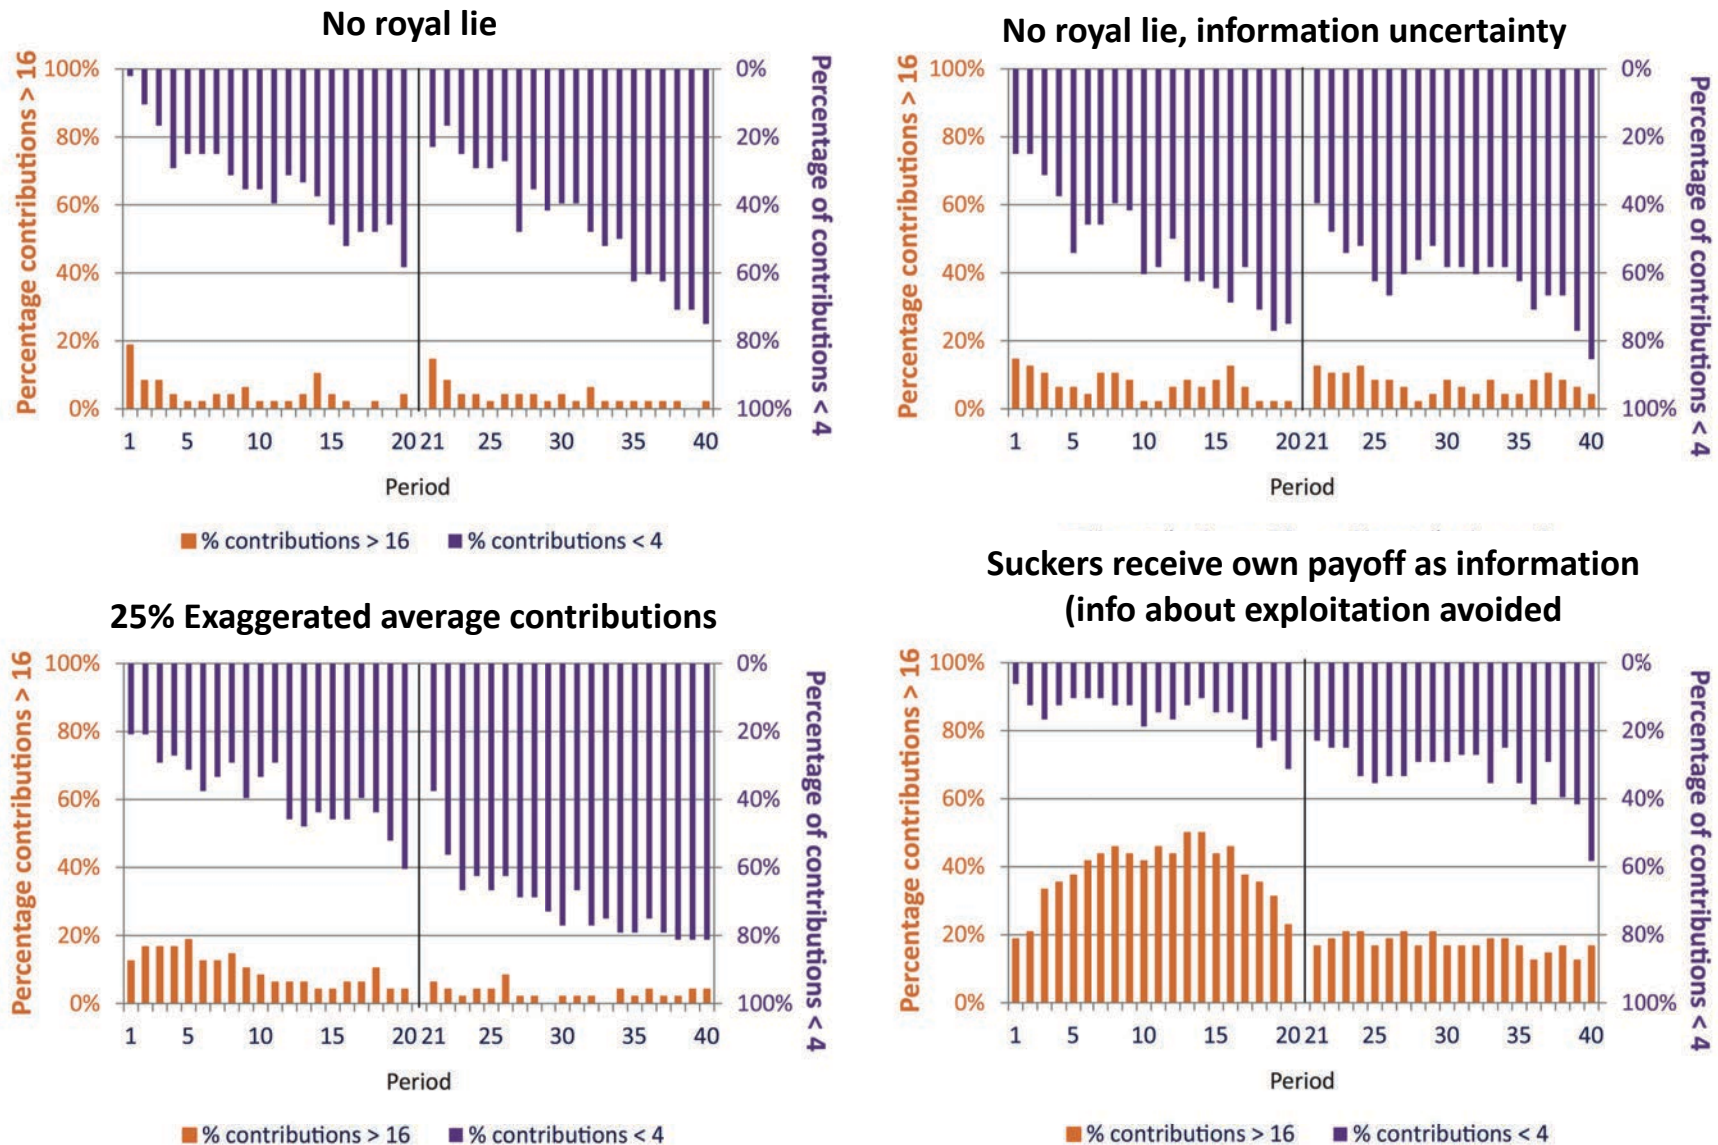 No royal lie
Percentage contributions > 16
100%
80%
60%
40%
20%
0%
0%
20%
40%
60%
80%
100%
Percentage of contributions < 4
1 5 10 15 20 21 25 30 35 40
Period
% contributions > 16 % contributions < 4
No royal lie, information uncertainty
Percentage contributions > 16
100%
80%
60%
40%
20%
0%
0%
20%
40%
60%
80%
100%
Percentage of contributions < 4
1 5 10 15 20 21 25 30 35 40
Period
25% Exaggerated average contributions
Percentage contributions > 16
100%
80%
60%
40%
20%
0%
0%
20%
40%
60%
80%
100%
Percentage of contributions < 4
1 5 10 15 20 21 25 30 35 40
Period
% contributions > 16 % contributions < 4
Suckers receive own payoff as information
(info about exploitation avoided
Percentage contributions > 16
100%
80%
60%
40%
20%
0%
0%
20%
40%
60%
80%
100%
Percentage of contributions < 4
1 5 10 15 20 21 25 30 35 40
Period
% contributions > 16 % contributions < 4